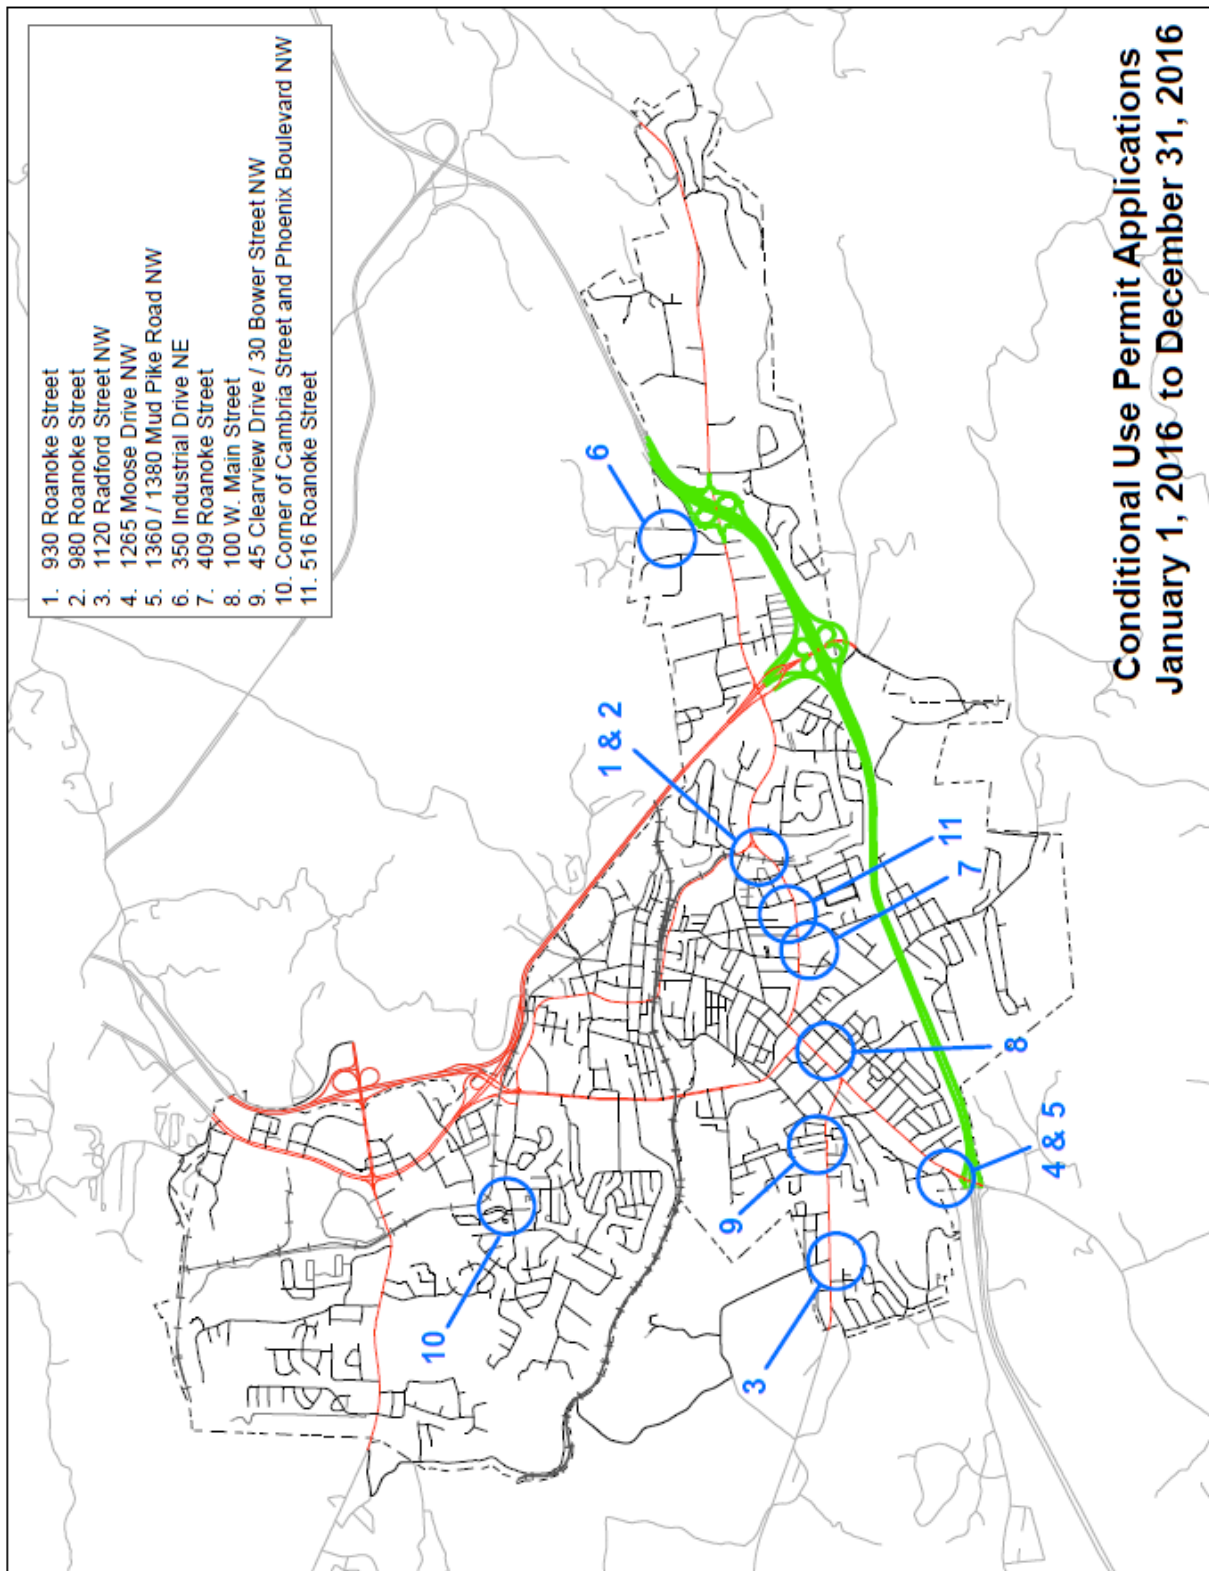 1. 930 Roanoke Street
2. 980 Roanoke Street
3. 1120 Radford Street NW
4. 1265 Moose Drive NW
5. 1360 / 1380 Mud Pike Road NW
6. 350 Industrial Drive NE
7. 409 Roanoke Street
8. 100 W. Main Street
9. 45 Clearview Drive / 30 Bower Street NW
10. Corner of Cambria Street and Phoenix Boulevard NW
11. 516 Roanoke Street
10
6
1 & 2
3
9
11
7
8
4 & 5
Conditional Use Permit Applications
January 1, 2016 to December 31, 2016